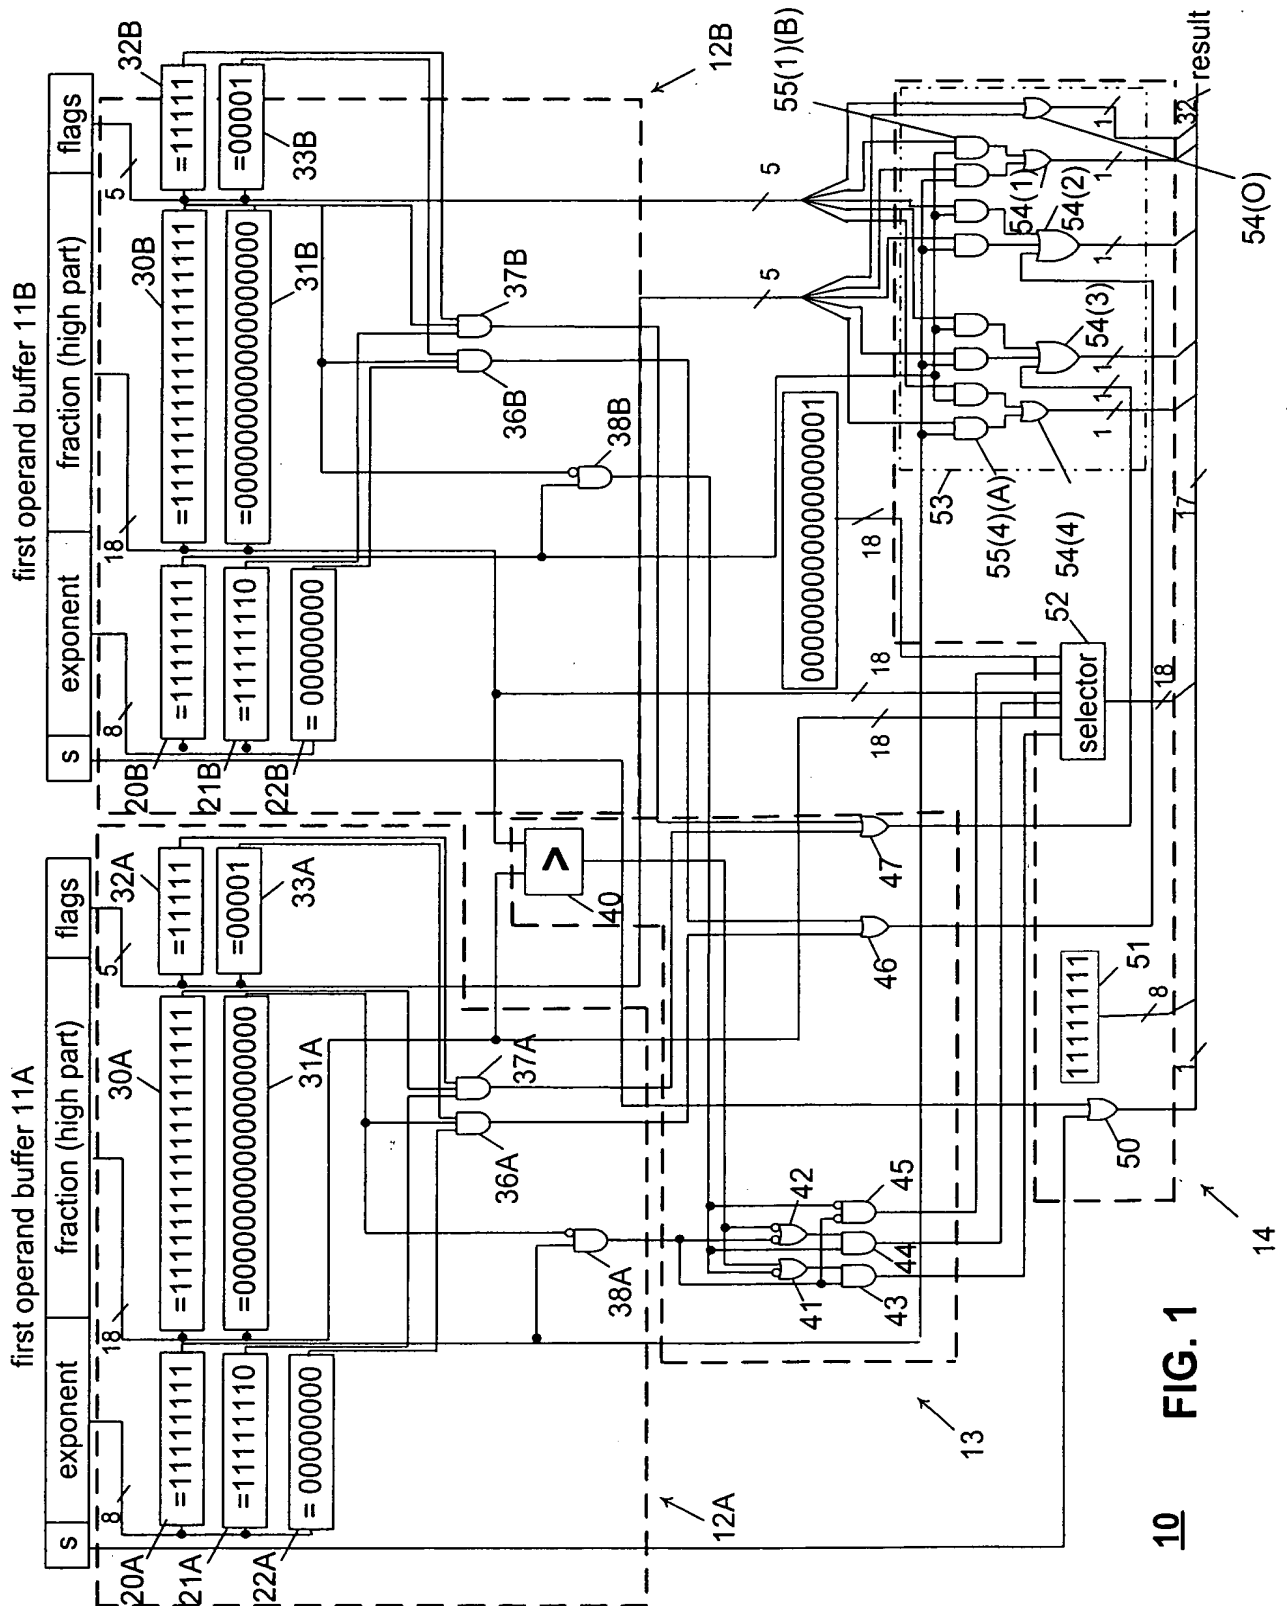 first operand buffer 11A
first operand buffer 11B
s
exponent
fraction (high part)
flags
s
exponent
fraction (high part)
flags
8
18
5
8
18
5
30A
32A
30B
32B
20A
=11111111
=111111111111111111
=11111
20B
=11111111
=111111111111111111
=11111
21A
=11111110
=000000000000000000
=00001
21B
=11111110
=000000000000000000
=00001
22A
= 00000000
31A
33A
22B
= 00000000
31B
33B
37A
36A
37B
36B
38A
38B
12A
12B
>
40
41
42
43
44
45
46
47
13
000000000000000001
18
18
18
5
5
55(1)(B)
53
55(4)(A)
54(4)
54(3)
54(2)
54(1)
54(O)
50
11111111
51
8
selector
52
18
1
17
1
1
1
1
1
1
32
result
14
10
FIG. 1